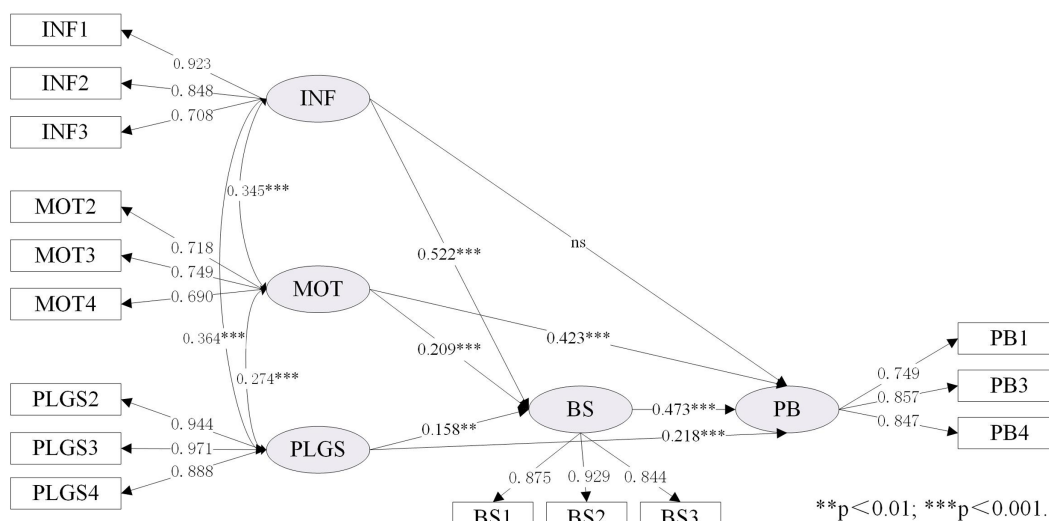 INF1
0.923
INF2
0.848
INF
INF3
0.708
0.345***
MOT2
0.718
ns
MOT3
0.749
0.522***
MOT4
0.690
MOT
0.364***
0.423***
0.209***
PB1
0.274***
0.749
PLGS2
0.944
BS
0.473***
PB
0.857
PB3
0.158**
0.218***
0.847
PB4
PLGS3
0.971
PLGS
0.888
0.875
0.929
0.844
PLGS4
BS1
BS2
BS3
**p<0.01; ***p<0.001.